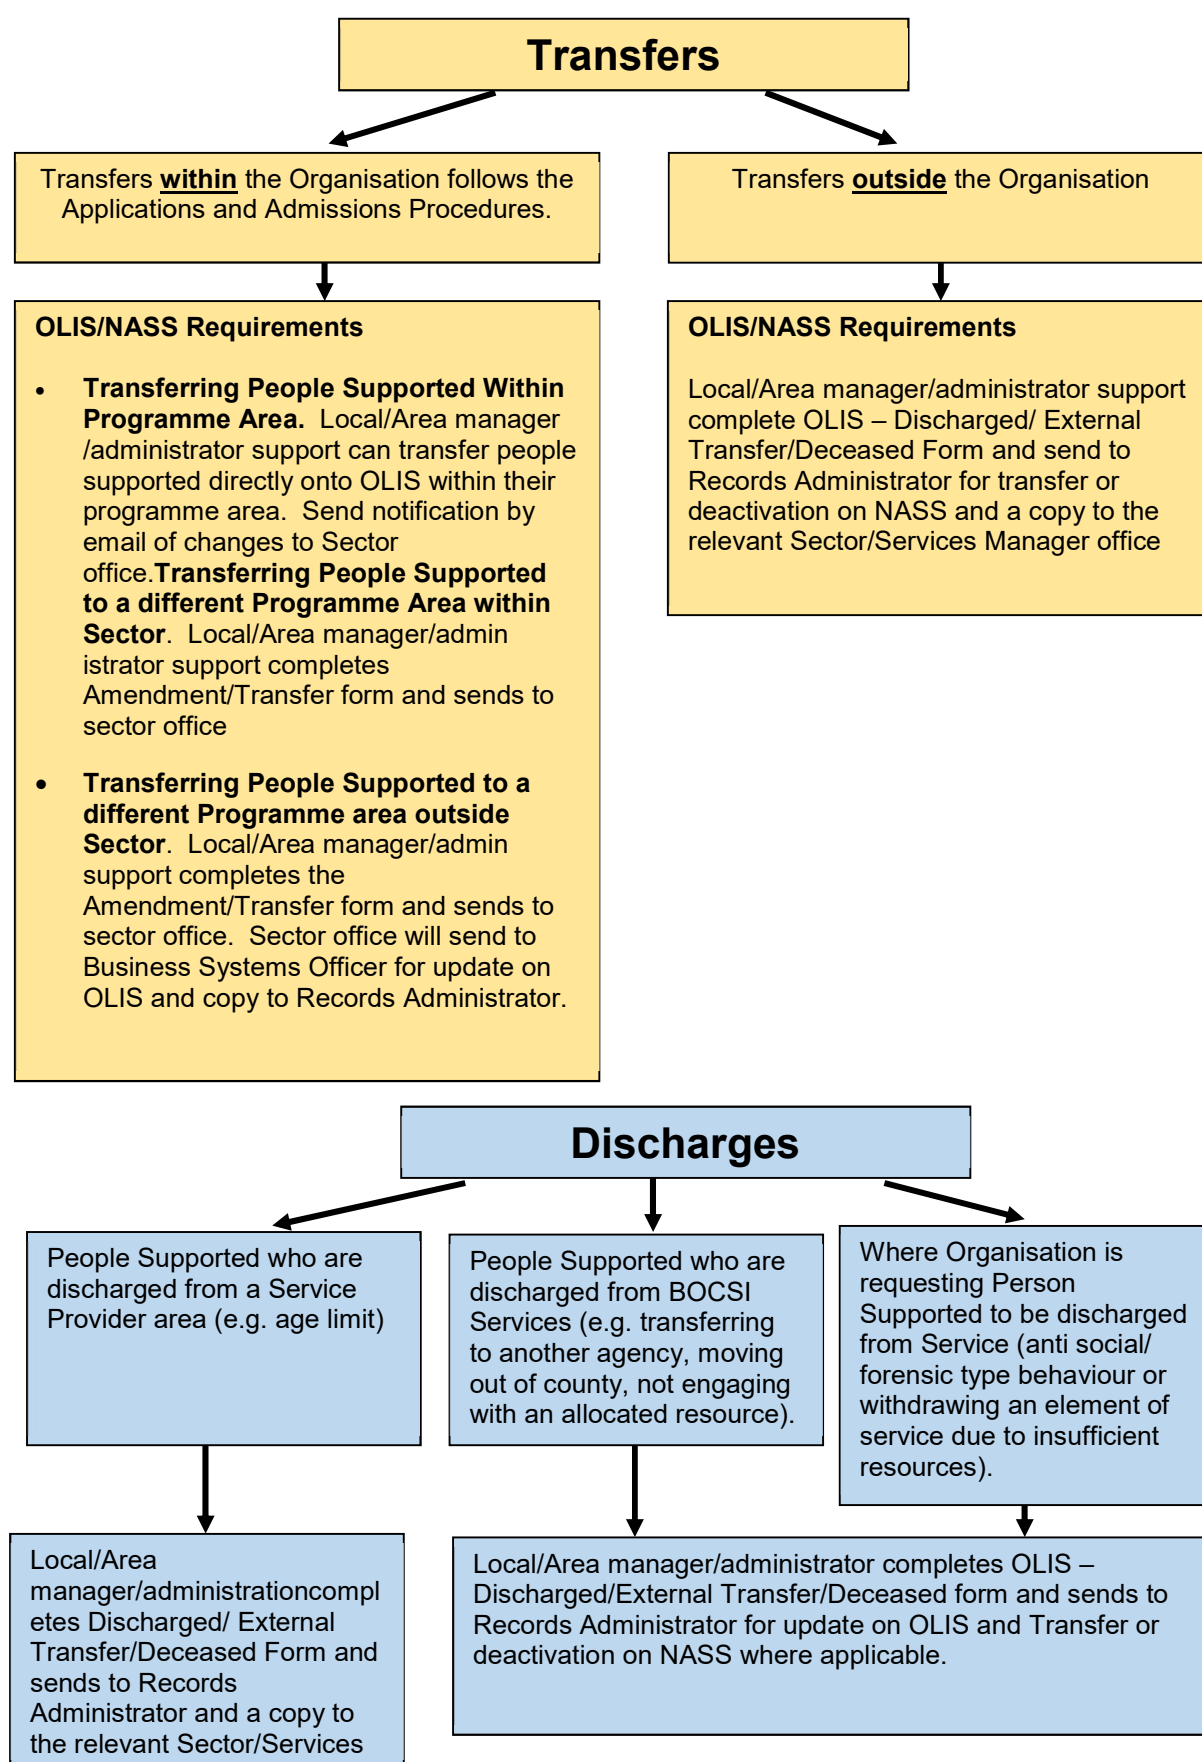 Transfers
Transfers within the Organisation follows the
Applications and Admissions Procedures.
Transfers outside the Organisation
OLIS/NASS Requirements
• Transferring People Supported Within
Programme Area.  Local/Area manager
/administrator support can transfer people
supported directly onto OLIS within their
programme area.  Send notification by
email of changes to Sector
office.Transferring People Supported
to a different Programme Area within
Sector.  Local/Area manager/admin
istrator support completes
Amendment/Transfer form and sends to
sector office
• Transferring People Supported to a
different Programme area outside
Sector.  Local/Area manager/admin
support completes the
Amendment/Transfer form and sends to
sector office.  Sector office will send to
Business Systems Officer for update on
OLIS and copy to Records Administrator.
OLIS/NASS Requirements
Local/Area manager/administrator support
complete OLIS – Discharged/ External
Transfer/Deceased Form and send to
Records Administrator for transfer or
deactivation on NASS and a copy to the
relevant Sector/Services Manager office
Discharges
People Supported who are
discharged from a Service
Provider area (e.g. age limit)
People Supported who are
discharged from BOCSI
Services (e.g. transferring
to another agency, moving
out of county, not engaging
with an allocated resource).
Where Organisation is
requesting Person
Supported to be discharged
from Service (anti social/
forensic type behaviour or
withdrawing an element of
service due to insufficient
resources).
Local/Area
manager/administrationcompl
etes Discharged/ External
Transfer/Deceased Form and
sends to Records
Administrator and a copy to
the relevant Sector/Services
Local/Area manager/administrator completes OLIS –
Discharged/External Transfer/Deceased form and sends to
Records Administrator for update on OLIS and Transfer or
deactivation on NASS where applicable.